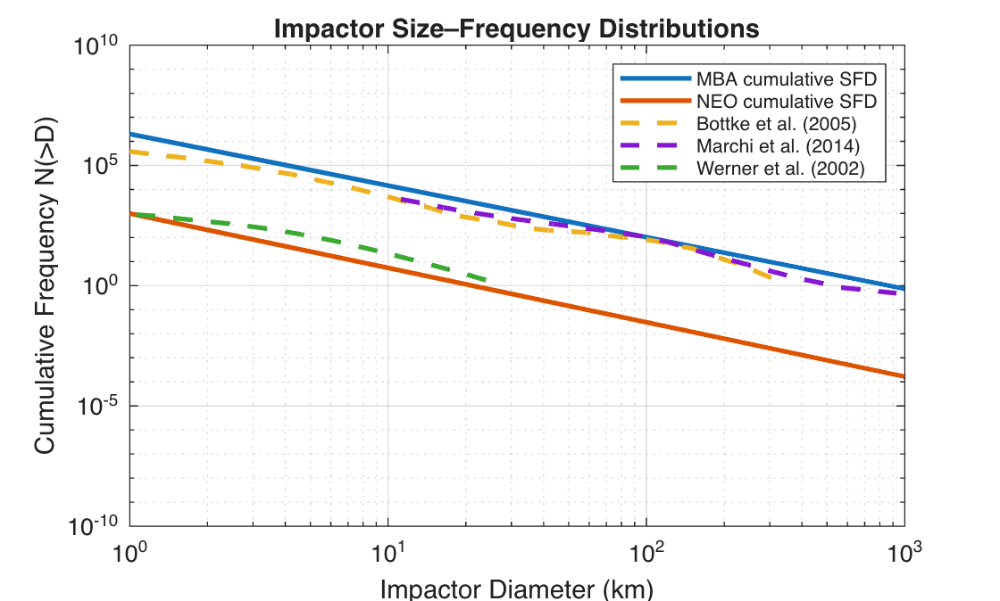 Impactor Size–Frequency Distributions
10^10
10^5
10^0
10^-5
10^-10
Cumulative Frequency N(>D)
MBA cumulative SFD
NEO cumulative SFD
Bottke et al. (2005)
Marchi et al. (2014)
Werner et al. (2002)
10^0 10^1 10^2 10^3
Impactor Diameter (km)